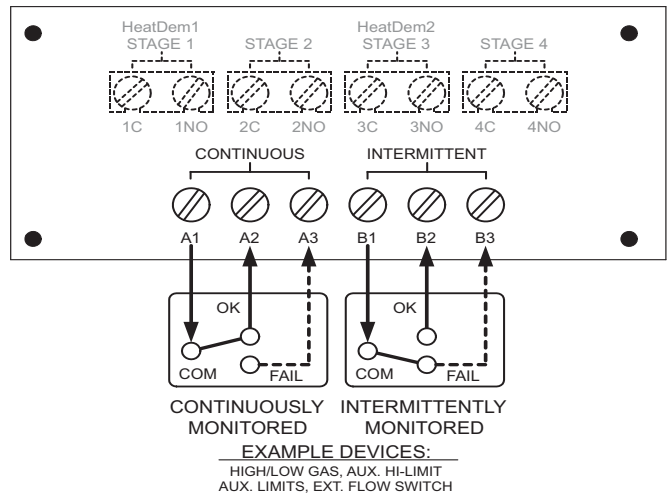 HeatDem1 HeatDem2
STAGE 1 STAGE 2 STAGE 3 STAGE 4
1C 1NO 2C 2NO 3C 3NO 4C 4NO
CONTINUOUS INTERMITTENT
A1 A2 A3 B1 B2 B3
OK OK
COM FAIL COM FAIL
CONTINUOUSLY INTERMITTENTLY
MONITORED MONITORED
EXAMPLE DEVICES:
HIGH/LOW GAS, AUX. HI-LIMIT
AUX. LIMITS, EXT. FLOW SWITCH